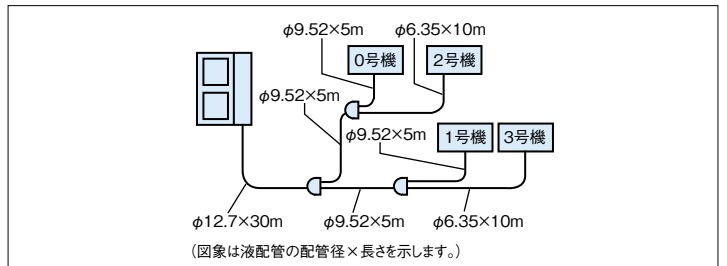 φ9.52×5m
φ6.35×10m
0号機
2号機
φ9.52×5m
φ9.52×5m
1号機
3号機
φ12.7×30m
φ9.52×5m
φ6.35×10m
(図象は液配管の配管径×長さを示します。)